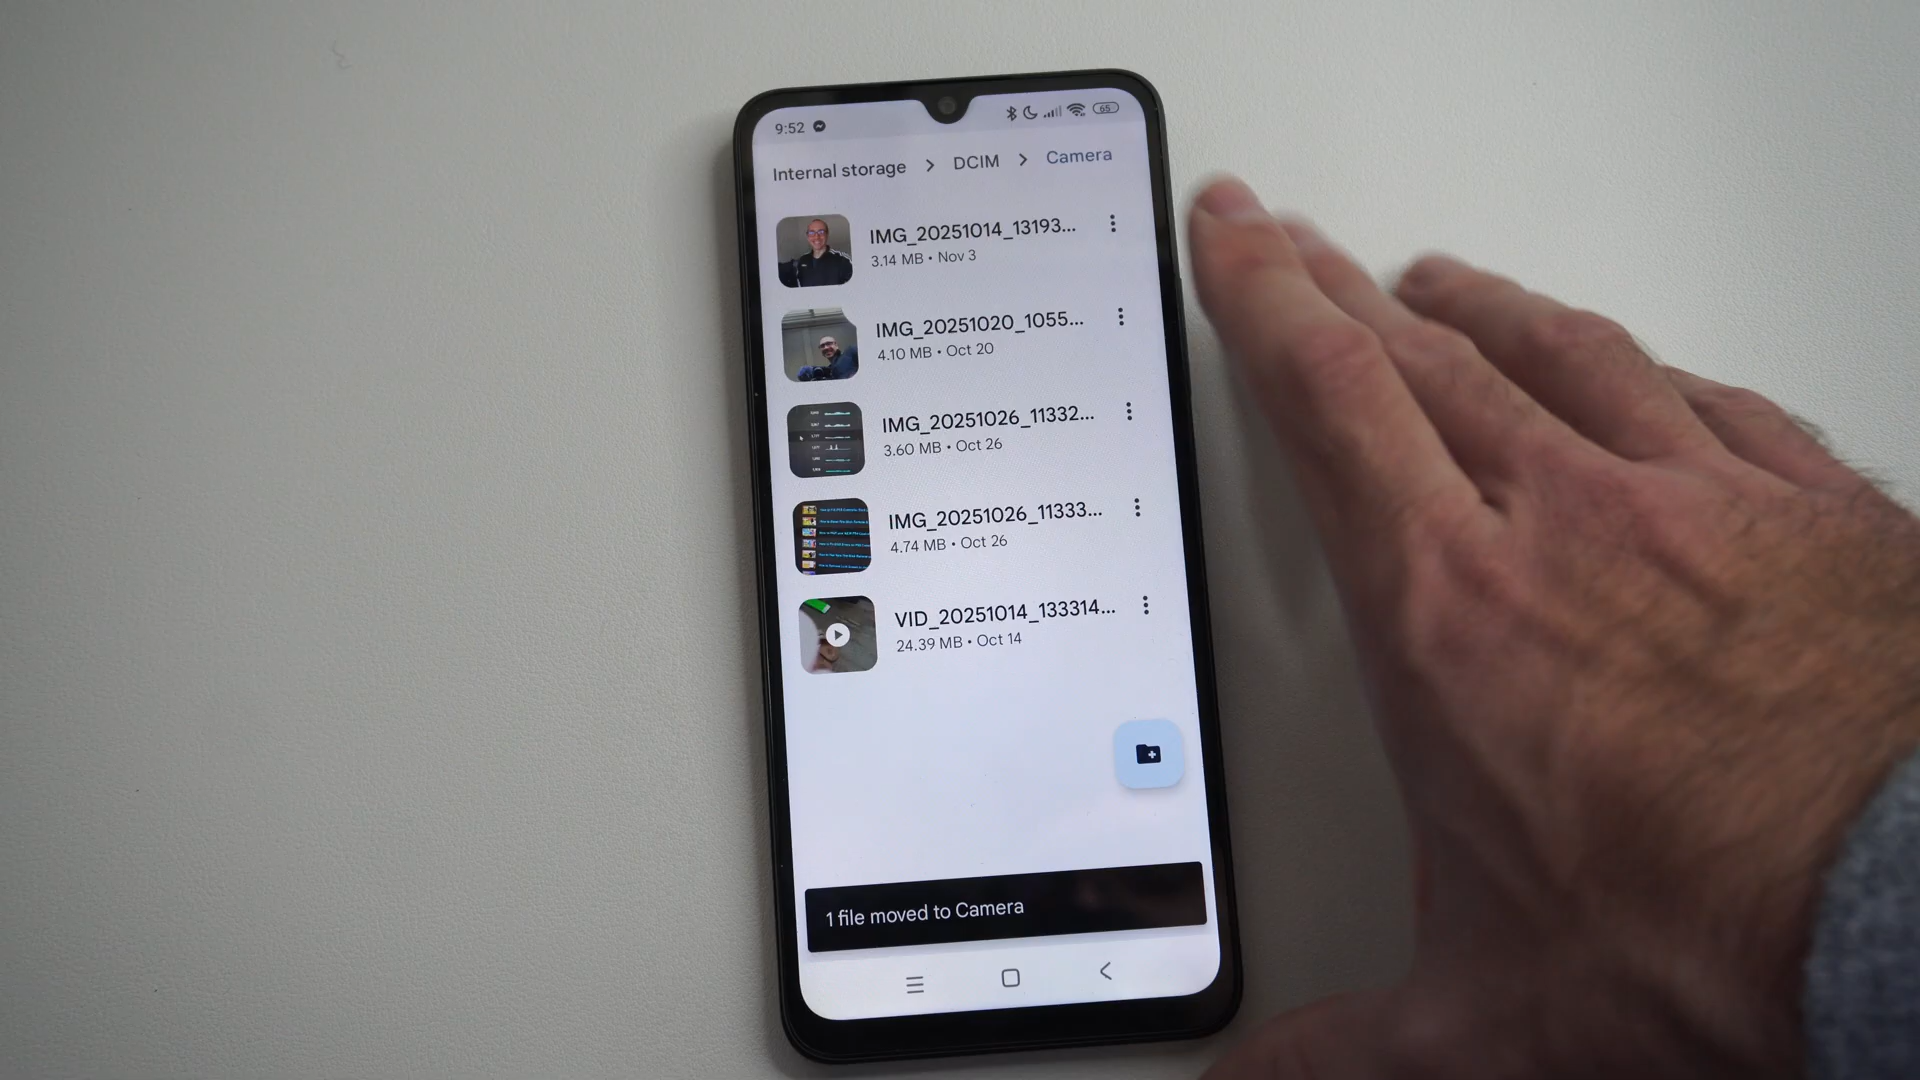 9:52 65
Internal storage > DCIM > Camera
IMG_20251014_13193...
3.14 MB • Nov 3
IMG_20251020_1055...
4.10 MB • Oct 20
IMG_20251026_11332...
3.60 MB • Oct 26
IMG_20251026_11333...
4.74 MB • Oct 26
VID_20251014_133314...
24.39 MB • Oct 14
1 file moved to Camera